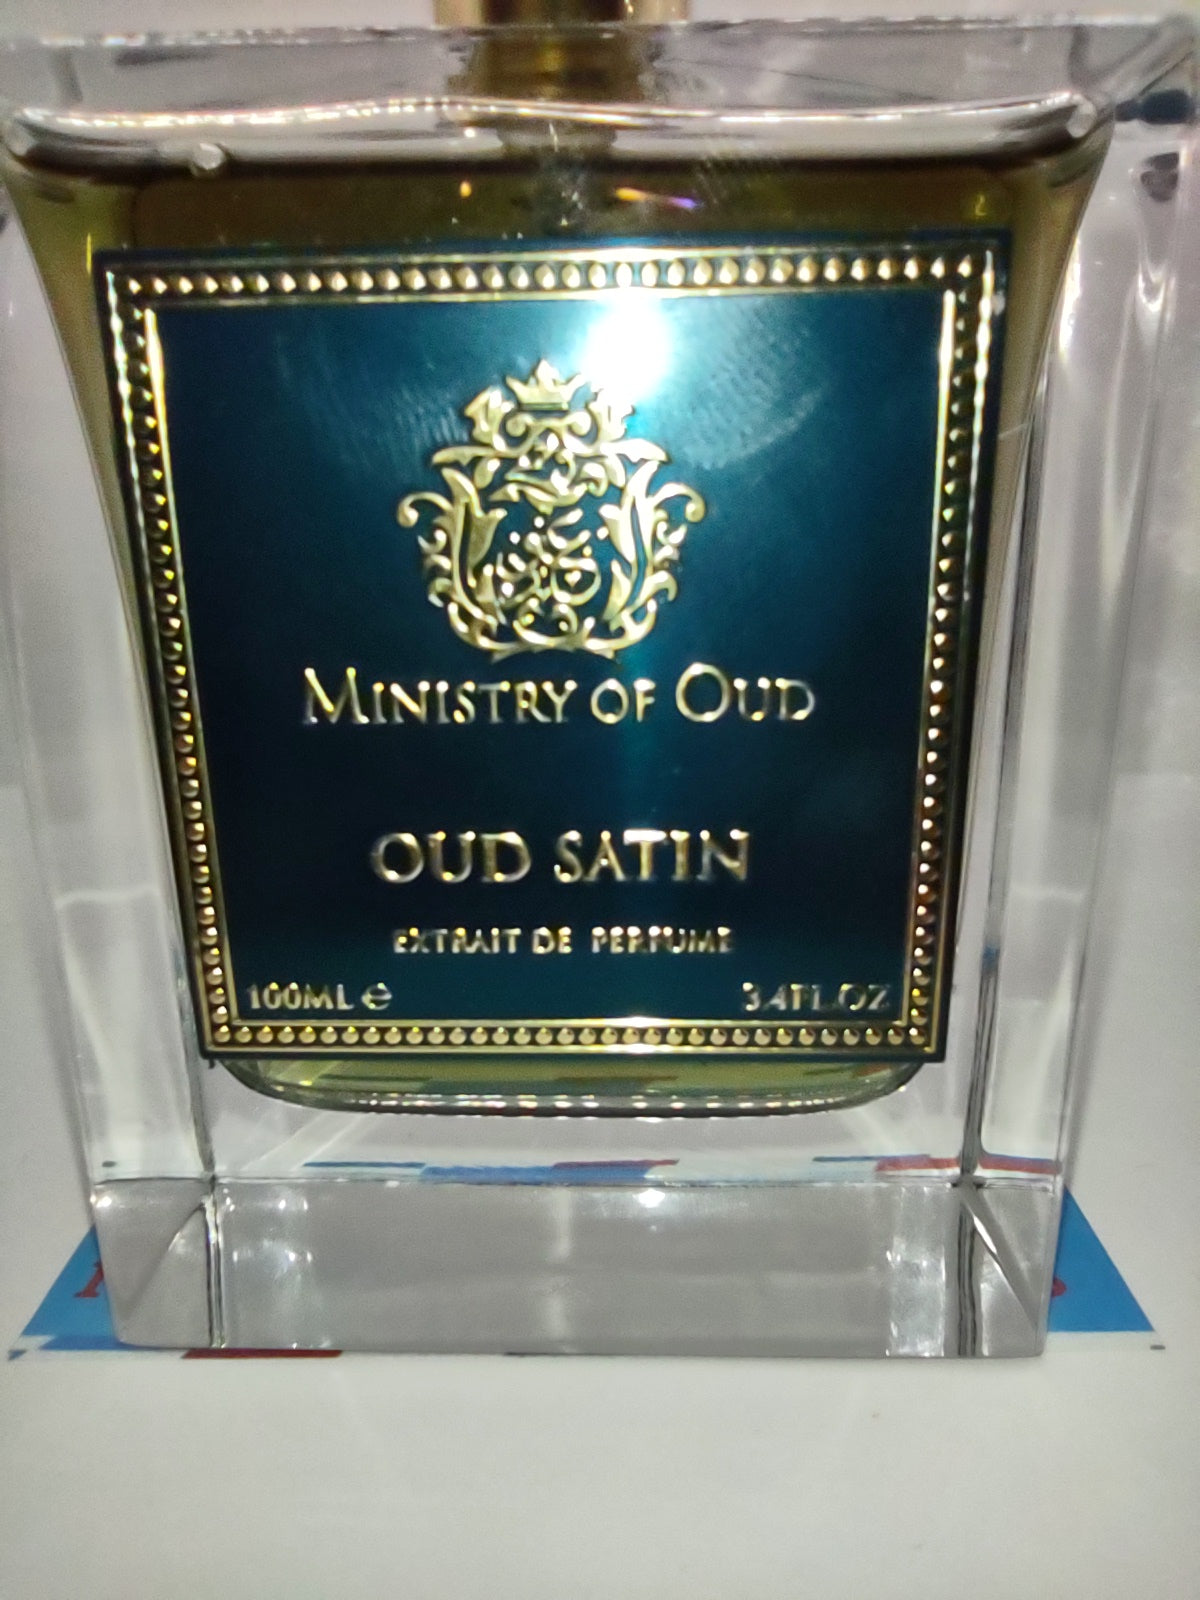 MINISTRY OF OUD
OUD SATIN
EXTRAIT DE PERFUME
100ML ℮
3.4FL.OZ